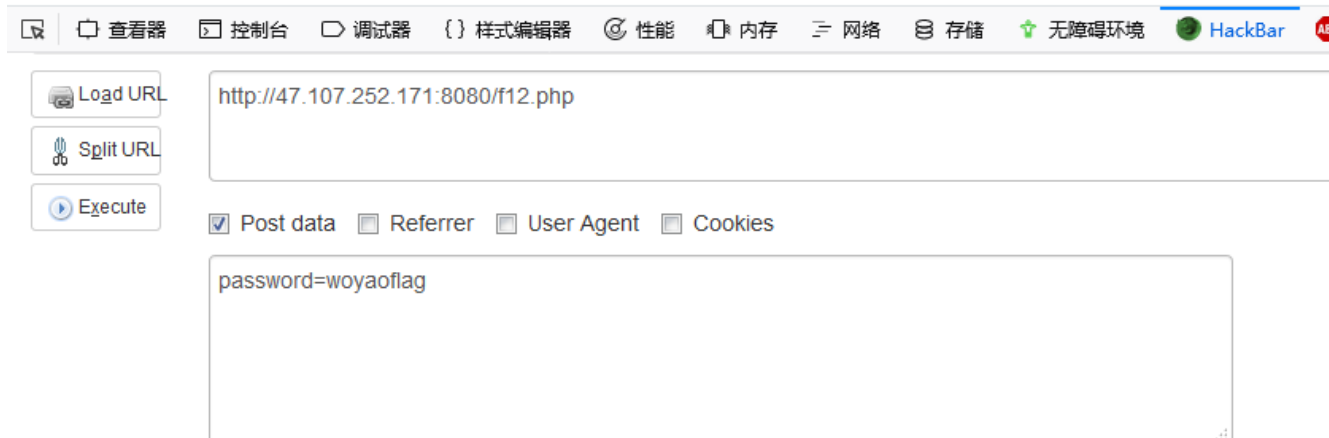 查看器 控制台 调试器 {} 样式编辑器 性能 内存 网络 存储 无障碍环境 HackBar
Load URL
http://47.107.252.171:8080/f12.php
Split URL
Execute
Post data Referrer User Agent Cookies
password=woyaoflag